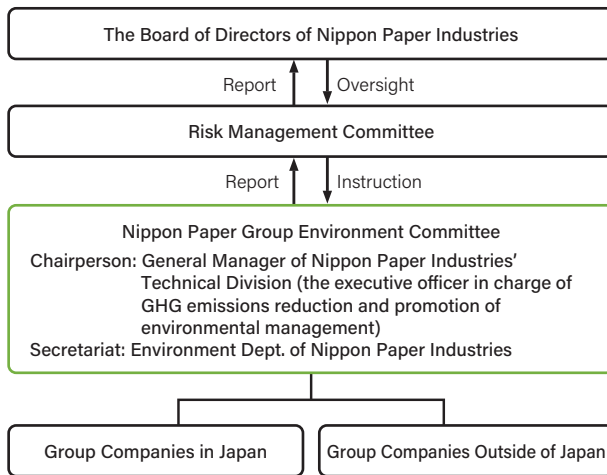 The Board of Directors of Nippon Paper Industries
Report
Oversight
Risk Management Committee
Report
Instruction
Nippon Paper Group Environment Committee
Chairperson: General Manager of Nippon Paper Industries’
Technical Division (the executive officer in charge of
GHG emissions reduction and promotion of
environmental management)
Secretariat: Environment Dept. of Nippon Paper Industries
Group Companies in Japan
Group Companies Outside of Japan